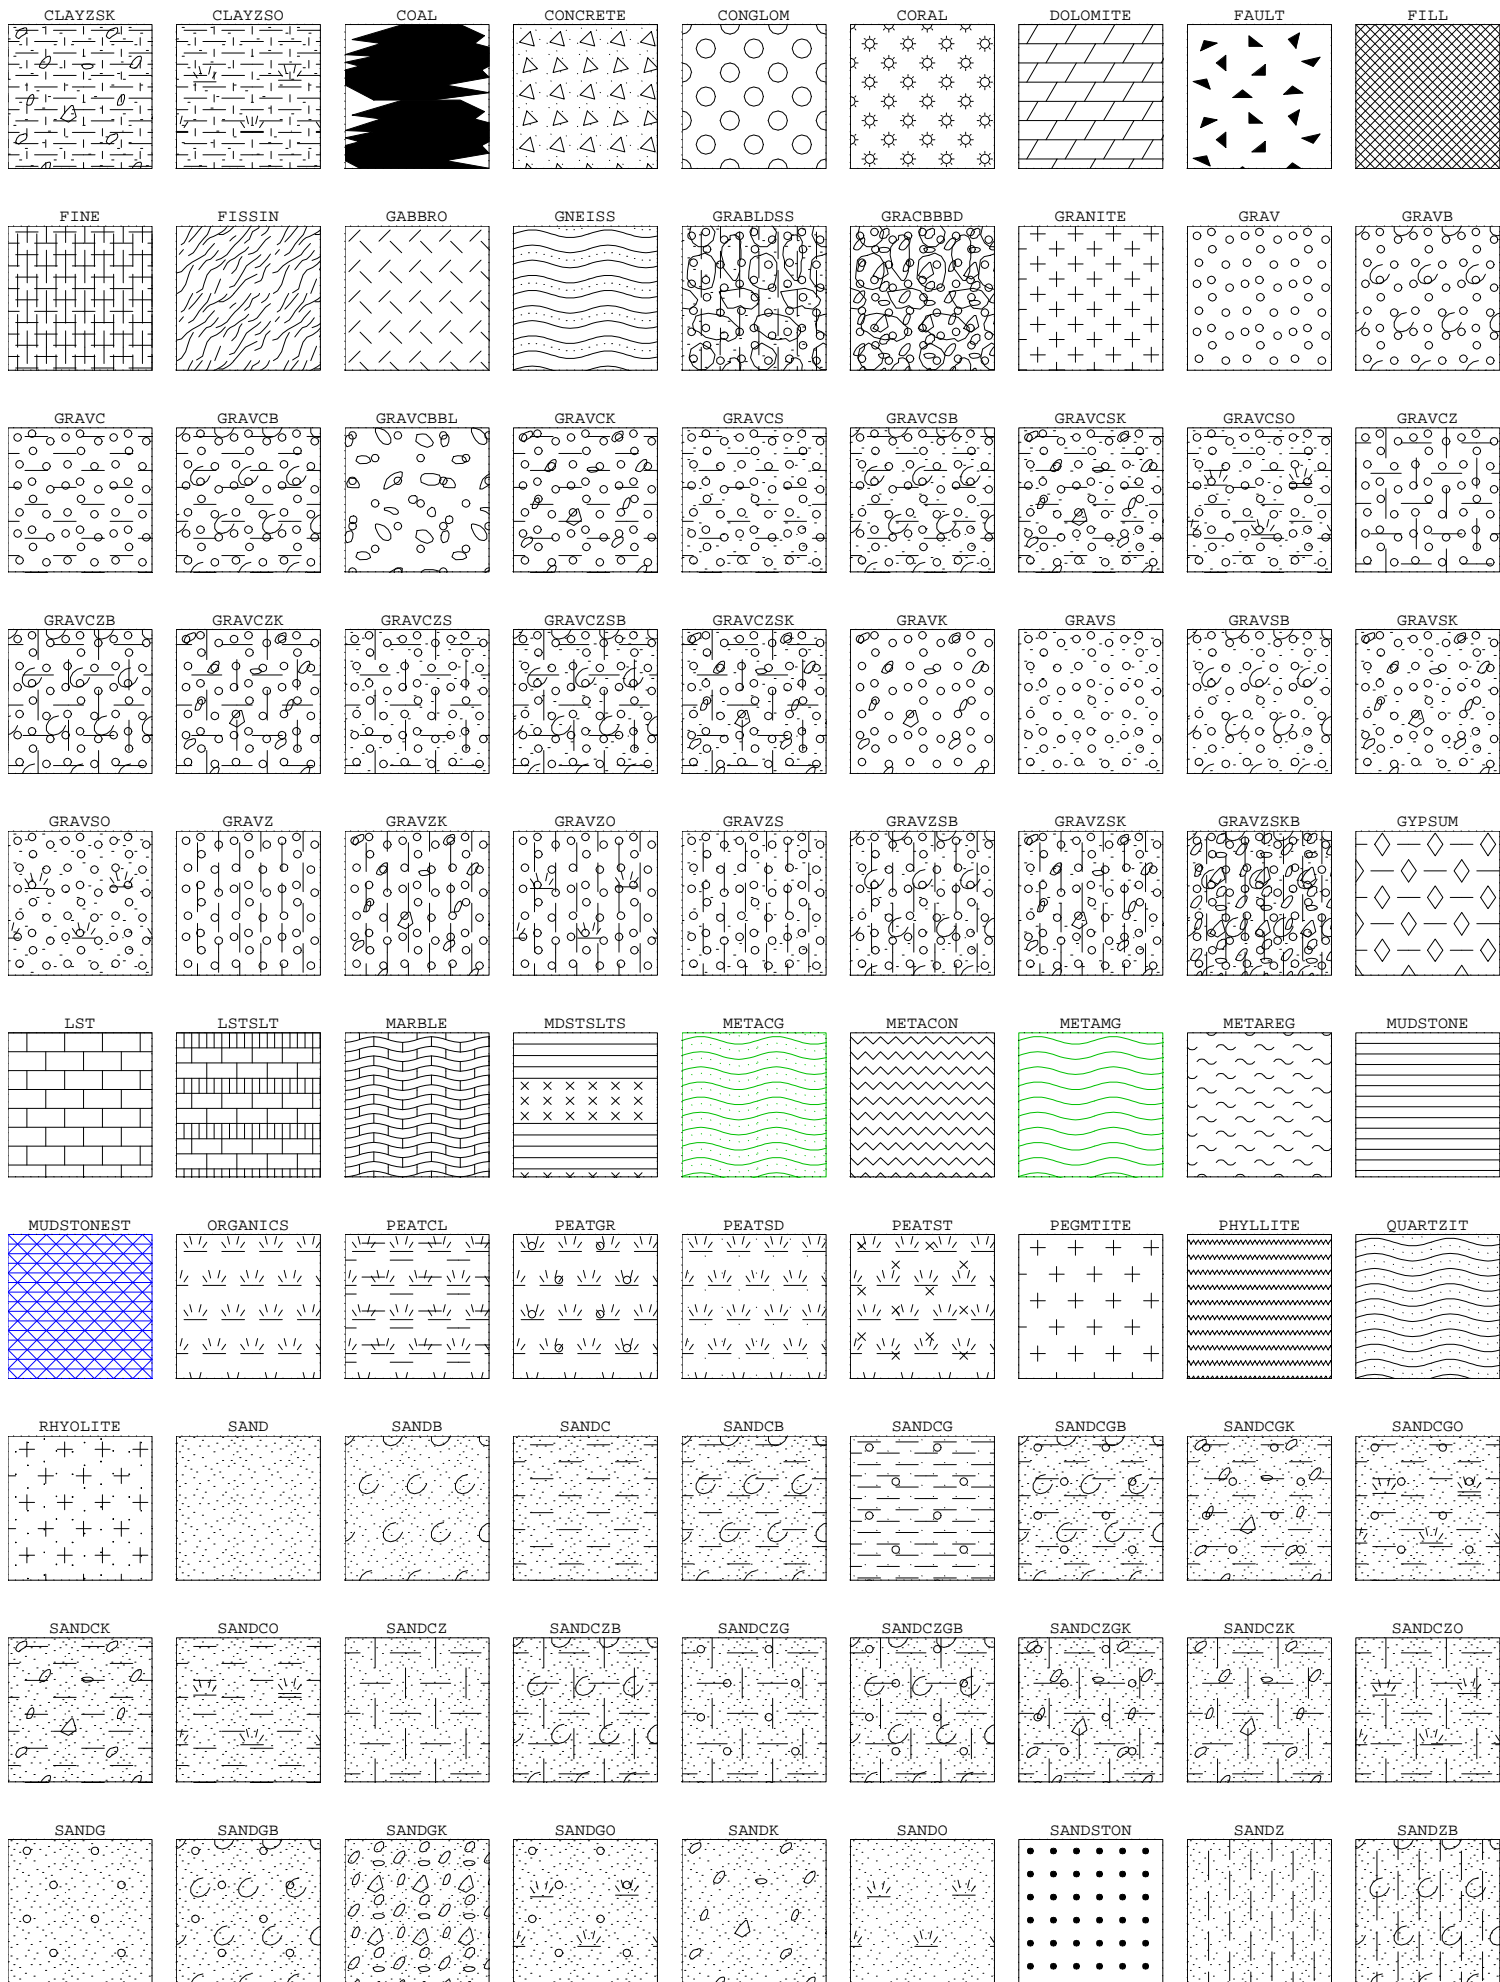 CLAYZSK CLAYZSO COAL CONCRETE CONGLOM CORAL DOLOMITE FAULT FILL
FINE FISSIN GABBRO GNEISS GRABLDSS GRACBBBD GRANITE GRAV GRAVB
GRAVC GRAVCB GRAVCBBL GRAVCK GRAVCS GRAVCSB GRAVCSK GRAVCSO GRAVCZ
GRAVCZB GRAVCZK GRAVCZS GRAVCZSB GRAVCZSK GRAVK GRAVS GRAVSB GRAVSK
GRAVSO GRAVZ GRAVZK GRAVZO GRAVZS GRAVZSB GRAVZSK GRAVZSKB GYPSUM
LST LSTSLT MARBLE MDSTSLTS METACG METACON METAMG METAREG MUDSTONE
MUDSTONEST ORGANICS PEATCL PEATGR PEATSD PEATST PEGMTITE PHYLLITE QUARTZIT
RHYOLITE SAND SANDB SANDC SANDCB SANDCG SANDCGB SANDCGK SANDCGO
SANDCK SANDCO SANDCZ SANDCZB SANDCZG SANDCZGB SANDCZGK SANDCZK SANDCZO
SANDG SANDGB SANDGK SANDGO SANDK SANDO SANDSTON SANDZ SANDZB